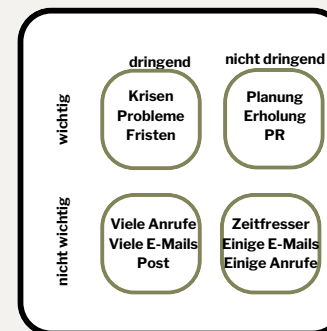 dringend
nicht dringend
wichtig
Krisen
Probleme
Fristen
Planung
Erholung
PR
nicht wichtig
Viele Anrufe
Viele E-Mails
Post
Zeitfresser
Einige E-Mails
Einige Anrufe